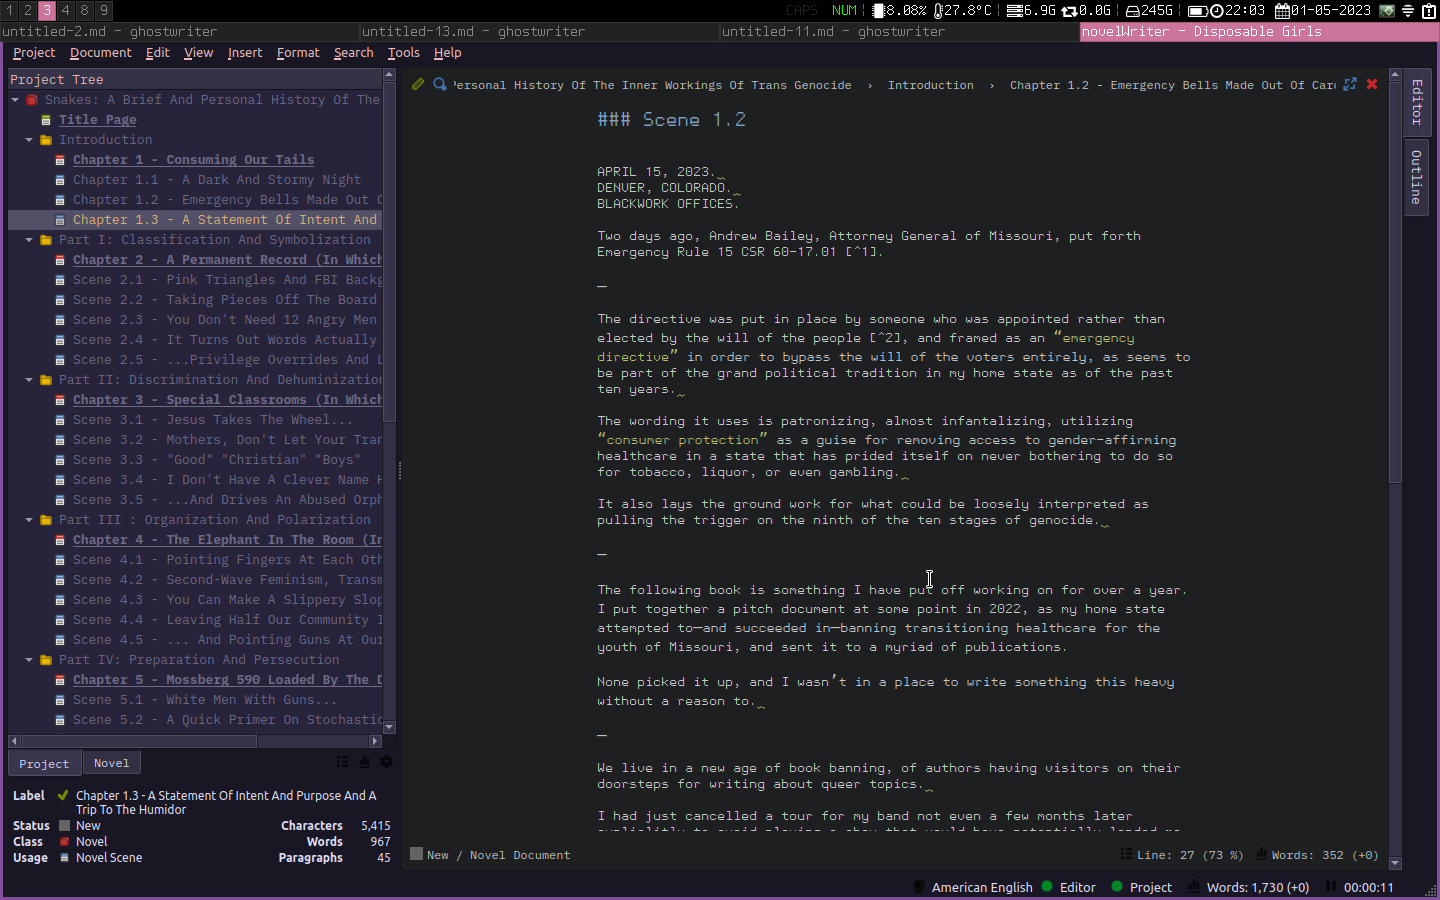 1 2 3 4 8 9
CAPS NUM 8.08% 27.8°C 6.9G 0.0G 245G 22:03 01-05-2023
untitled-2.md - ghostwriter
untitled-13.md - ghostwriter
untitled-11.md - ghostwriter
novelWriter - Disposable Girls
Project Document Edit View Insert Format Search Tools Help
Project Tree
Snakes: A Brief And Personal History Of The
Title Page
Introduction
Chapter 1 - Consuming Our Tails
Chapter 1.1 - A Dark And Stormy Night
Chapter 1.2 - Emergency Bells Made Out C
Chapter 1.3 - A Statement Of Intent And
Part I: Classification And Symbolization
Chapter 2 - A Permanent Record (In Which
Scene 2.1 - Pink Triangles And FBI Backg
Scene 2.2 - Taking Pieces Off The Board
Scene 2.3 - You Don't Need 12 Angry Men
Scene 2.4 - It Turns Out Words Actually
Scene 2.5 - ...Privilege Overrides And L
Part II: Discrimination And Dehuminization
Chapter 3 - Special Classrooms (In Which
Scene 3.1 - Jesus Takes The Wheel...
Scene 3.2 - Mothers, Don't Let Your Tran
Scene 3.3 - "Good" "Christian" "Boys"
Scene 3.4 - I Don't Have A Clever Name H
Scene 3.5 - ...And Drives An Abused Orph
Part III : Organization And Polarization
Chapter 4 - The Elephant In The Room (In
Scene 4.1 - Pointing Fingers At Each Oth
Scene 4.2 - Second-Wave Feminism, Transm
Scene 4.3 - You Can Make A Slippery Slop
Scene 4.4 - Leaving Half Our Community I
Scene 4.5 - ... And Pointing Guns At Our
Part IV: Preparation And Persecution
Chapter 5 - Mossberg 590 Loaded By The D
Scene 5.1 - White Men With Guns...
Scene 5.2 - A Quick Primer On Stochastic
Project Novel
Label Chapter 1.3 - A Statement Of Intent And Purpose And A
Trip To The Humidor
Status New Characters 5,415
Class Novel Words 967
Usage Novel Scene Paragraphs 45
Personal History Of The Inner Workings Of Trans Genocide › Introduction › Chapter 1.2 - Emergency Bells Made Out Of Car
### Scene 1.2
APRIL 15, 2023.
DENVER, COLORADO.
BLACKWORK OFFICES.
Two days ago, Andrew Bailey, Attorney General of Missouri, put forth
Emergency Rule 15 CSR 60-17.01 [^1].
—
The directive was put in place by someone who was appointed rather than
elected by the will of the people [^2], and framed as an “emergency
directive” in order to bypass the will of the voters entirely, as seems to
be part of the grand political tradition in my home state as of the past
ten years.
The wording it uses is patronizing, almost infantalizing, utilizing
“consumer protection” as a guise for removing access to gender-affirming
healthcare in a state that has prided itself on never bothering to do so
for tobacco, liquor, or even gambling.
It also lays the ground work for what could be loosely interpreted as
pulling the trigger on the ninth of the ten stages of genocide.
—
The following book is something I have put off working on for over a year.
I put together a pitch document at some point in 2022, as my home state
attempted to—and succeeded in—banning transitioning healthcare for the
youth of Missouri, and sent it to a myriad of publications.
None picked it up, and I wasn’t in a place to write something this heavy
without a reason to.
—
We live in a new age of book banning, of authors having visitors on their
doorsteps for writing about queer topics.
I had just cancelled a tour for my band not even a few months later
New / Novel Document
Line: 27 (73 %) Words: 352 (+0)
Editor
Outline
American English Editor Project Words: 1,730 (+0) 00:00:11